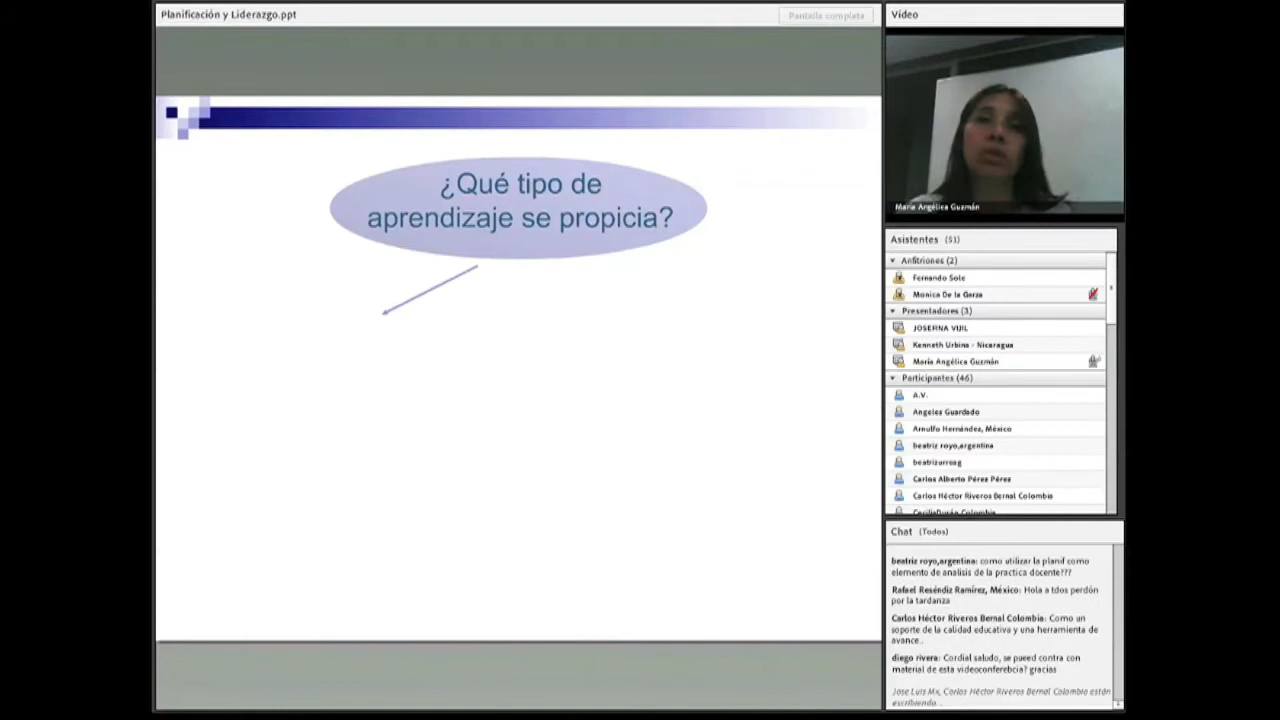 Planificación y Liderazgo.ppt
Pantalla completa
¿Qué tipo de
aprendizaje se propicia?
Vídeo
María Angélica Guzmán
Asistentes (51)
Anfitriones (2)
Fernando Sole
Monica De la Garza
Presentadores (3)
JOSEFINA VIJIL
Kenneth Urbina - Nicaragua
María Angélica Guzmán
Participantes (46)
A.V.
Angeles Guardado
Arnulfo Hernández, México
beatriz royo,argentina
beatrizurreag
Carlos Alberto Pérez Pérez
Carlos Héctor Riveros Bernal Colombia
CeciliaDurán Colombia
Chat (Todos)
beatriz royo,argentina: como utilizar la planif como
elemento de analisis de la practica docente???
Rafael Reséndiz Ramírez, México: Hola a tdos perdón
por la tardanza
Carlos Héctor Riveros Bernal Colombia: Como un
soporte de la calidad educativa y una herramienta de
avance..
diego rivera: Cordial saludo, se pueed contra con
material de esta videoconferebcia? gracias
Jose Luis Mx, Carlos Héctor Riveros Bernal Colombia están
escribiendo...